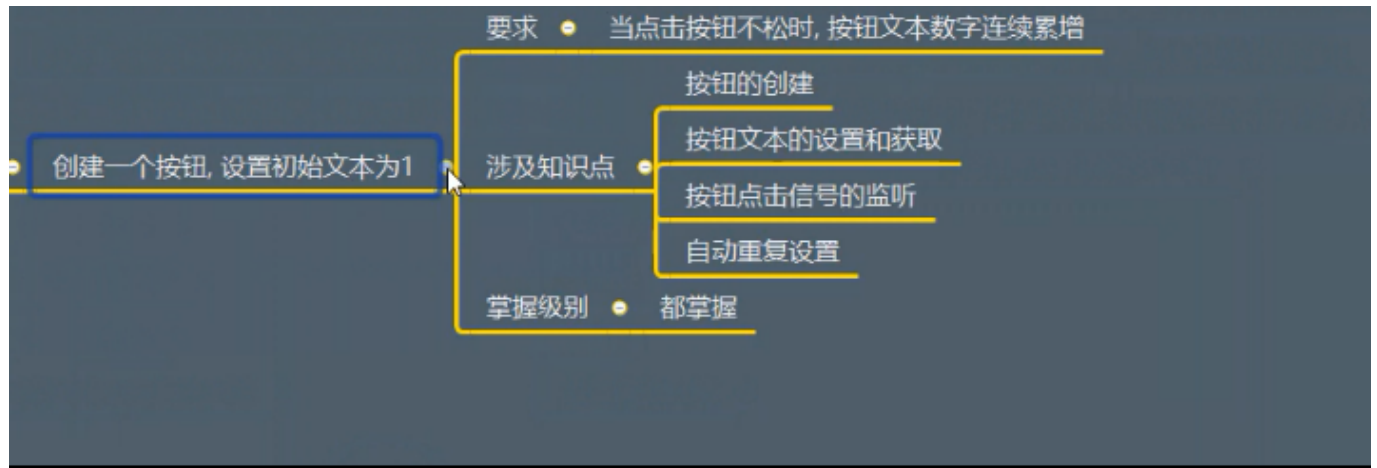 要求
当点击按钮不松时, 按钮文本数字连续累增
创建一个按钮, 设置初始文本为1
涉及知识点
按钮的创建
按钮文本的设置和获取
按钮点击信号的监听
自动重复设置
掌握级别
都掌握